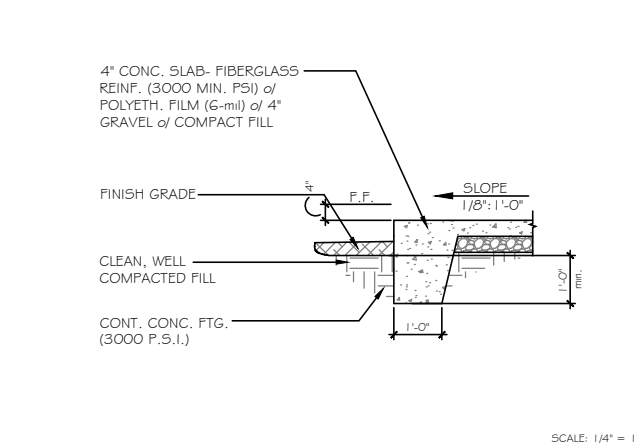 4" CONC. SLAB- FIBERGLASS
REINF. (3000 MIN. PSI) o/
POLYETH. FILM (6-mil) o/ 4"
GRAVEL o/ COMPACT FILL
4"
FINISH GRADE
F.F.
SLOPE
1/8":1'-0"
CLEAN, WELL
COMPACTED FILL
1'-0"
min.
CONT. CONC. FTG.
(3000 P.S.I.)
1'-0"
SCALE: 1/4" = 1